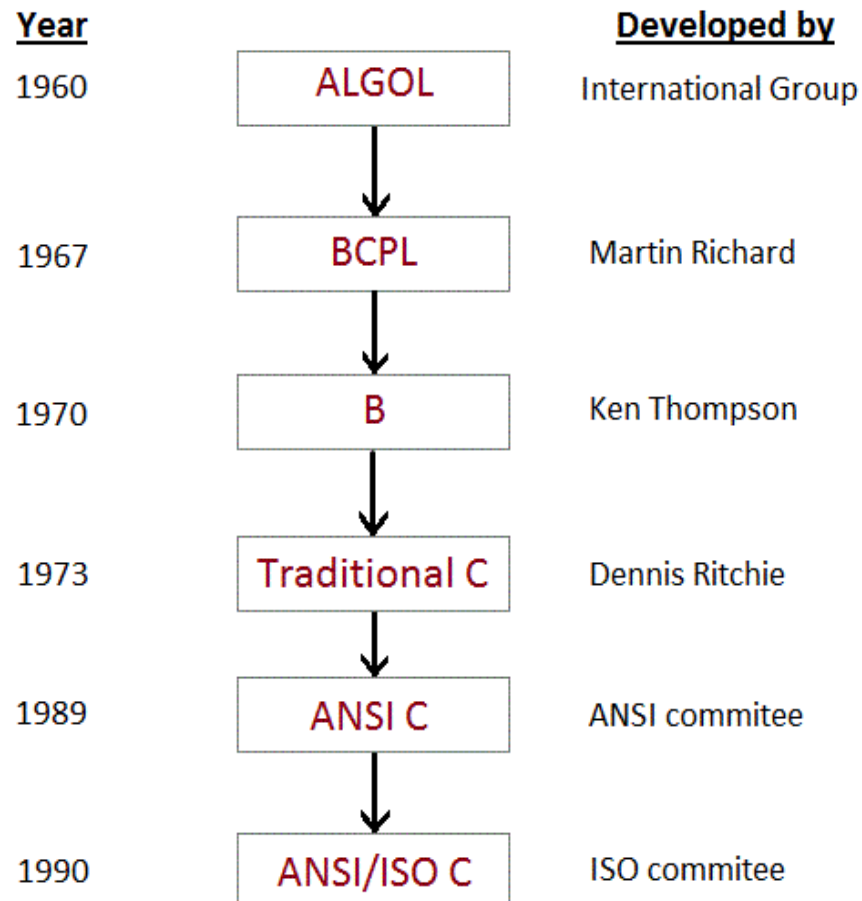 Year Developed by
1960 ALGOL International Group
1967 BCPL Martin Richard
1970 B Ken Thompson
1973 Traditional C Dennis Ritchie
1989 ANSI C ANSI commitee
1990 ANSI/ISO C ISO commitee